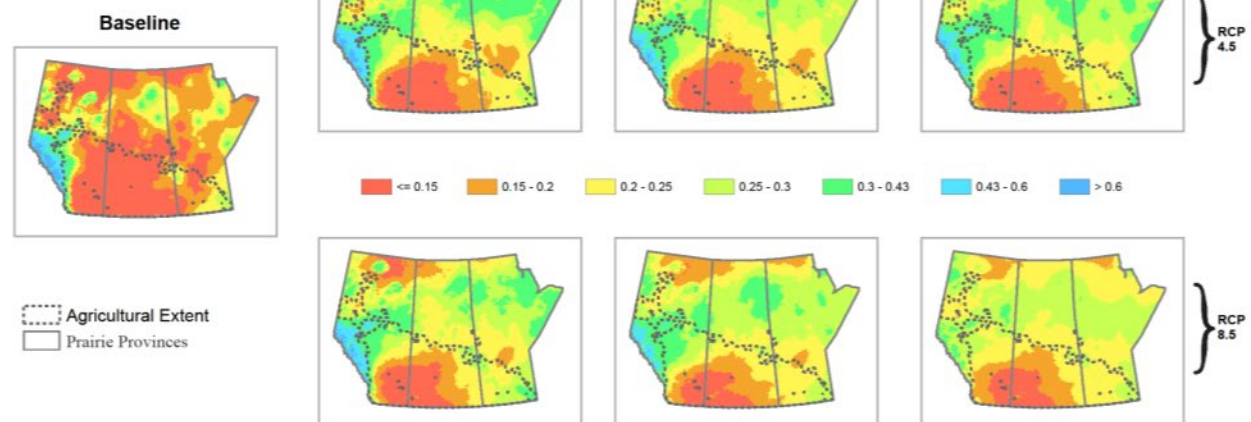 Baseline
RCP
4.5
<= 0.15
0.15 - 0.2
0.2 - 0.25
0.25 - 0.3
0.3 - 0.43
0.43 - 0.6
> 0.6
Agricultural Extent
Prairie Provinces
RCP
8.5